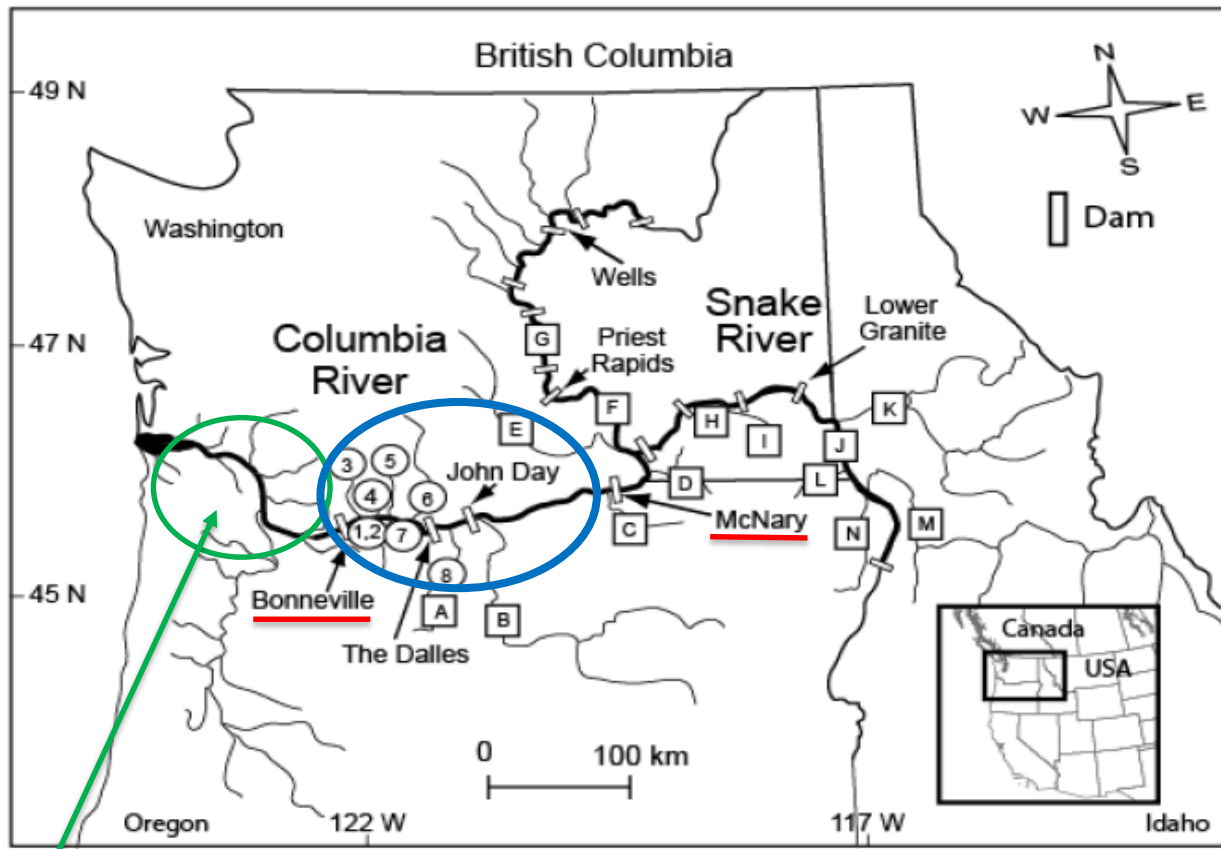 British Columbia
49 N
N
W
E
S
Washington
Dam
Wells
Snake
River
Lower
Granite
Columbia
River
47 N
G
Priest
Rapids
F
K
E
H
I
J
3
5
John Day
4
6
D
L
1,2
7
McNary
C
N
M
8
Bonneville
45 N
A
B
The Dalles
Canada
USA
0
100 km
Oregon
122 W
117 W
Idaho